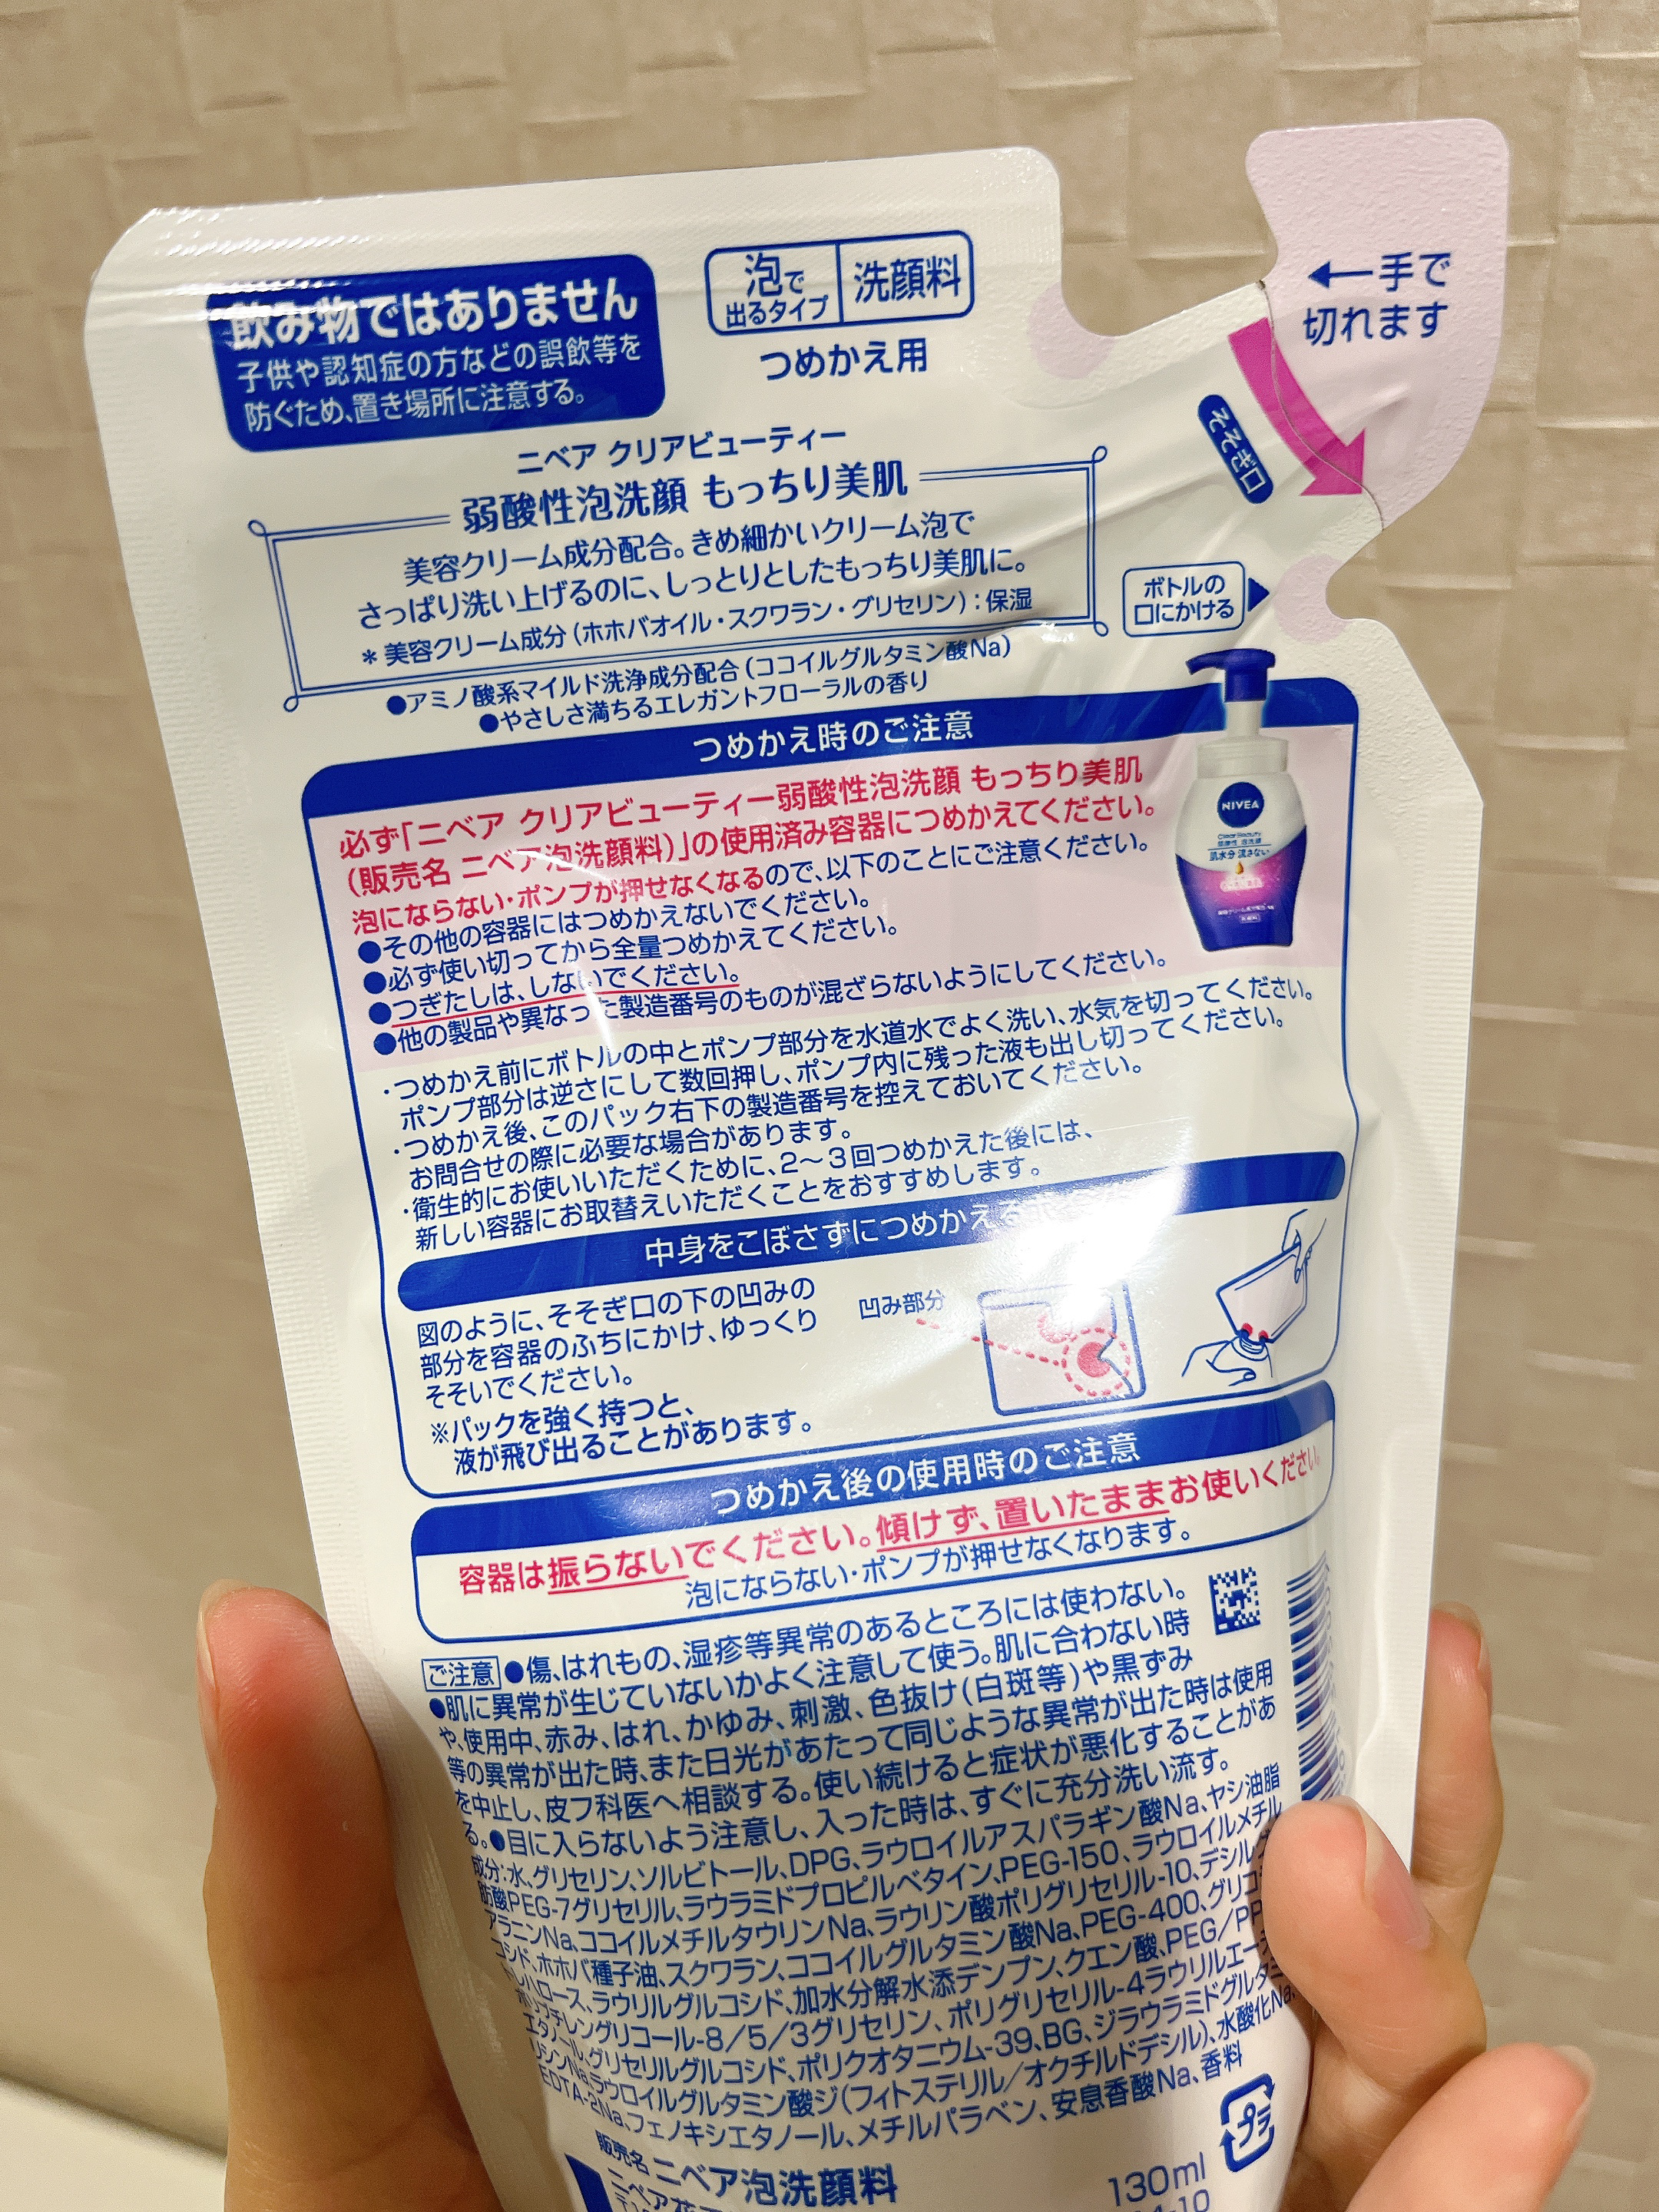 飲み物ではありません
子供や認知症の方などの誤飲等を
防ぐため、置き場所に注意する。
泡で
出るタイプ
洗顔料
つめかえ用
←手で
切れます
そそぎ口
ボトルの
口にかける
ニベア クリアビューティー
弱酸性泡洗顔 もっちり美肌
美容クリーム成分配合。きめ細かいクリーム泡で
さっぱり洗い上げるのに、しっとりとしたもっちり美肌に。
＊美容クリーム成分（ホホバオイル・スクワラン・グリセリン）：保湿
●アミノ酸系マイルド洗浄成分配合（ココイルグルタミン酸Na）
●やさしさ満ちるエレガントフローラルの香り
つめかえ時のご注意
必ず「ニベア クリアビューティー弱酸性泡洗顔 もっちり美肌
（販売名 ニベア泡洗顔料）」の使用済み容器につめかえてください。
泡にならない・ポンプが押せなくなるので、以下のことにご注意ください。
●その他の容器にはつめかえないでください。
●必ず使い切ってから全量つめかえてください。
●つぎたしは、しないでください。
●他の製品や異なった製造番号のものが混ざらないようにしてください。
NIVEA
Clear Beauty
弱酸性 泡洗顔
肌水分 流さない
・つめかえ前にボトルの中とポンプ部分を水道水でよく洗い、水気を切ってください。
ポンプ部分は逆さにして数回押し、ポンプ内に残った液も出し切ってください。
・つめかえ後、このパック右下の製造番号を控えておいてください。
お問合せの際に必要な場合があります。
・衛生的にお使いいただくために、2～3回つめかえた後には、
新しい容器にお取替えいただくことをおすすめします。
中身をこぼさずにつめかえる
図のように、そそぎ口の下の凹みの
部分を容器のふちにかけ、ゆっくり
そそいでください。
※パックを強く持つと、
液が飛び出ることがあります。
凹み部分
つめかえ後の使用時のご注意
容器は振らないでください。傾けず、置いたままお使いください。
泡にならない・ポンプが押せなくなります。
ご注意 ●傷、はれもの、湿疹等異常のあるところには使わない。
●肌に異常が生じていないかよく注意して使う。肌に合わない時
や、使用中、赤み、はれ、かゆみ、刺激、色抜け（白斑等）や黒ずみ
等の異常が出た時、また日光があたって同じような異常が出た時は使用
を中止し、皮フ科医へ相談する。使い続けると症状が悪化することがあ
る。●目に入らないよう注意し、入った時は、すぐに充分洗い流す。
成分：水、グリセリン、ソルビトール、DPG、ラウロイルアスパラギン酸Na、ヤシ油脂
肪酸PEG-7グリセリル、ラウラミドプロピルベタイン、PEG-150、ラウロイルメチル
アラニンNa、ココイルメチルタウリンNa、ラウリン酸ポリグリセリル-10、デシルグ
コシド、ホホバ種子油、スクワラン、ココイルグルタミン酸Na、PEG-400、グリコ
トレハロース、ラウリルグルコシド、加水分解水添デンプン、クエン酸、PEG／PP
ポリブチレングリコール-8／5／3グリセリン、ポリグリセリル-4ラウリルエーテ
エタノール、グリセリルグルコシド、ポリクオタニウム-39、BG、ジラウラミドグルタミ
リシンNa、ラウロイルグルタミン酸ジ（フィトステリル／オクチルドデシル）、水酸化Na、
EDTA-2Na、フェノキシエタノール、メチルパラベン、安息香酸Na、香料
プラ
販売名 ニベア泡洗顔料
130ml